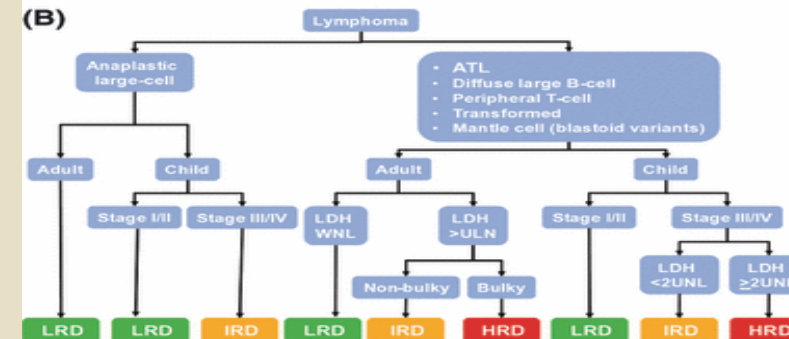 (B)
Lymphoma
Anaplastic
large-cell
• ATL
• Diffuse large B-cell
• Peripheral T-cell
• Transformed
• Mantle cell (blastoid variants)
Adult
Child
Adult
Child
Stage I/II
Stage III/IV
LDH
WNL
LDH
>ULN
Stage I/II
Stage III/IV
Non-bulky
Bulky
LDH
<2UNL
LDH
≥2UNL
LRD
LRD
IRD
LRD
IRD
HRD
LRD
IRD
HRD